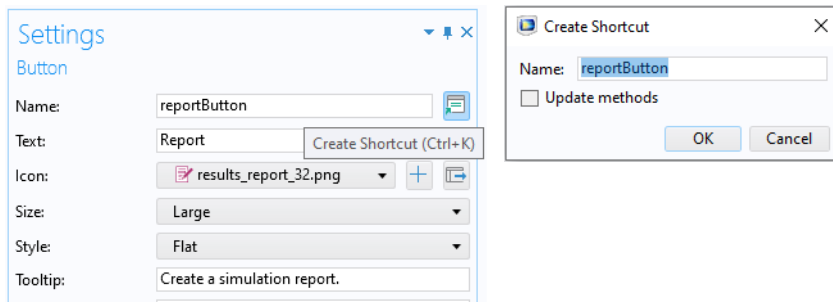 Settings
Button
Name: reportButton
Text: Report
Create Shortcut (Ctrl+K)
Icon: results_report_32.png
Size: Large
Style: Flat
Tooltip: Create a simulation report.
Create Shortcut
Name: reportButton
Update methods
OK Cancel